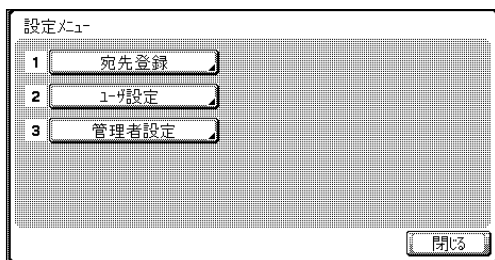 設定ﾒﾆｭｰ
1 宛先登録
2 ﾕｰｻﾞ設定
3 管理者設定
閉じる